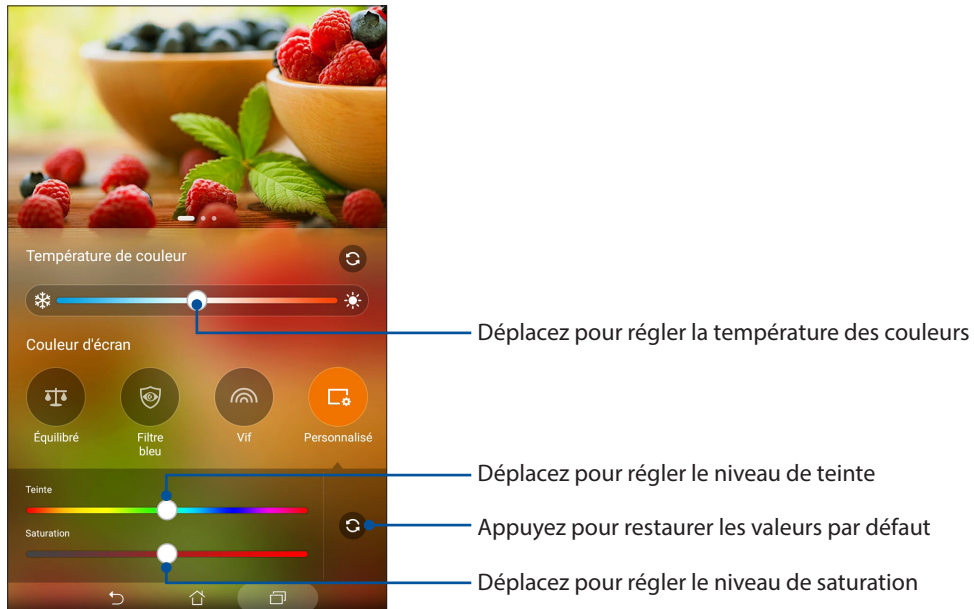 Température de couleur
Déplacez pour régler la température des couleurs
Couleur d'écran
Équilibré
Filtre
bleu
Vif
Personnalisé
Déplacez pour régler le niveau de teinte
Teinte
Appuyez pour restaurer les valeurs par défaut
Saturation
Déplacez pour régler le niveau de saturation